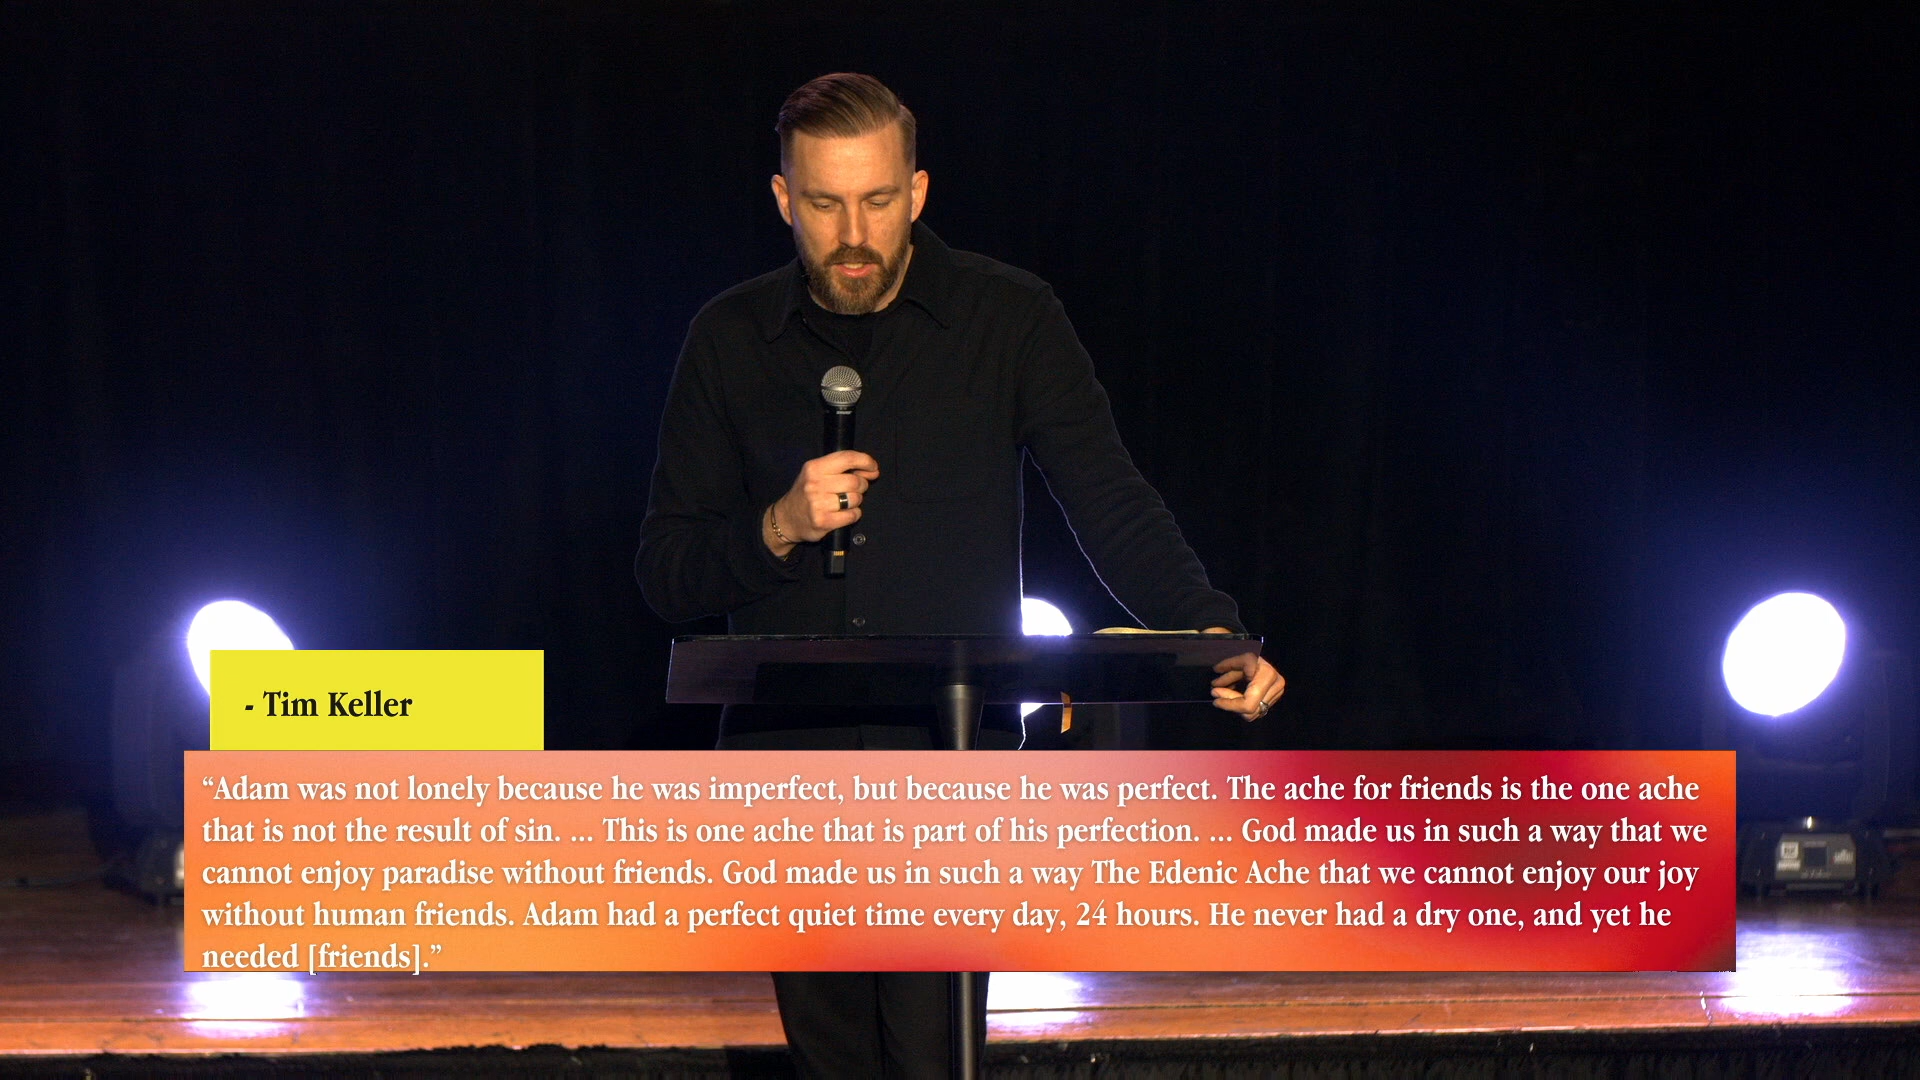 - Tim Keller
“Adam was not lonely because he was imperfect, but because he was perfect. The ache for friends is the one ache
that is not the result of sin. ... This is one ache that is part of his perfection. ... God made us in such a way that we
cannot enjoy paradise without friends. God made us in such a way The Edenic Ache that we cannot enjoy our joy
without human friends. Adam had a perfect quiet time every day, 24 hours. He never had a dry one, and yet he
needed [friends].”